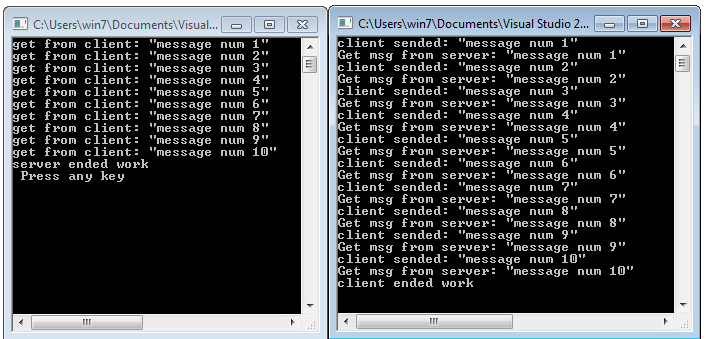 C:\Users\win7\Documents\Visual...
get from client: "message num 1"
get from client: "message num 2"
get from client: "message num 3"
get from client: "message num 4"
get from client: "message num 5"
get from client: "message num 6"
get from client: "message num 7"
get from client: "message num 8"
get from client: "message num 9"
get from client: "message num 10"
server ended work
Press any key
C:\Users\win7\Documents\Visual Studio 2...
client sended: "message num 1"
Get msg from server: "message num 1"
client sended: "message num 2"
Get msg from server: "message num 2"
client sended: "message num 3"
Get msg from server: "message num 3"
client sended: "message num 4"
Get msg from server: "message num 4"
client sended: "message num 5"
Get msg from server: "message num 5"
client sended: "message num 6"
Get msg from server: "message num 6"
client sended: "message num 7"
Get msg from server: "message num 7"
client sended: "message num 8"
Get msg from server: "message num 8"
client sended: "message num 9"
Get msg from server: "message num 9"
client sended: "message num 10"
Get msg from server: "message num 10"
client ended work